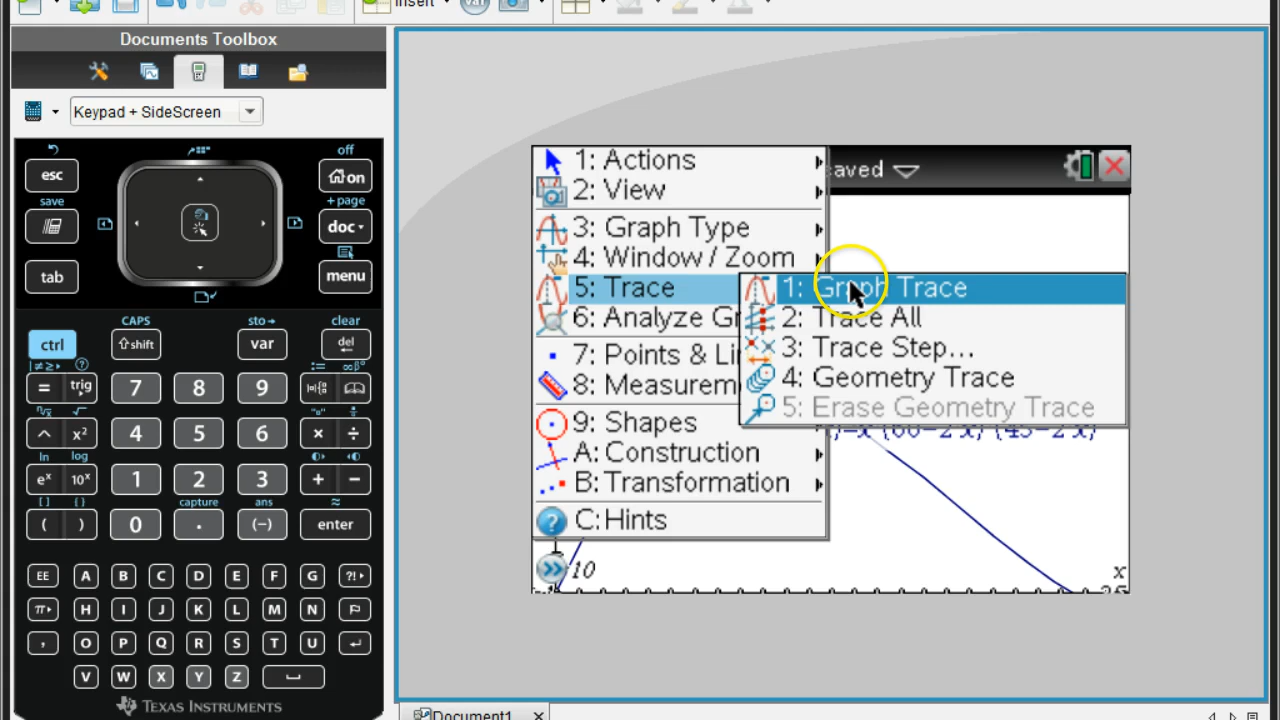 Insert
Documents Toolbox
Keypad + SideScreen
off
esc
on
save
+ page
doc
tab
menu
CAPS
sto→
clear
ctrl
⇧shift
var
del
=
trig
7
8
9
^
x²
4
5
6
×
÷
ln
log
eˣ
10ˣ
1
2
3
+
−
[ ]
{ }
capture
ans
≈
(
)
0
.
(−)
enter
EE
A
B
C
D
E
F
G
?!▸
π▸
H
I
J
K
L
M
N
,
O
P
Q
R
S
T
U
V
W
X
Y
Z
TEXAS INSTRUMENTS
1: Actions
2: View
3: Graph Type
4: Window / Zoom
5: Trace
6: Analyze Gr
7: Points & Li
8: Measurem
9: Shapes
A: Construction
B: Transformation
C: Hints
aved
1: Graph Trace
2: Trace All
3: Trace Step...
4: Geometry Trace
5: Erase Geometry Trace
10
x
Document1